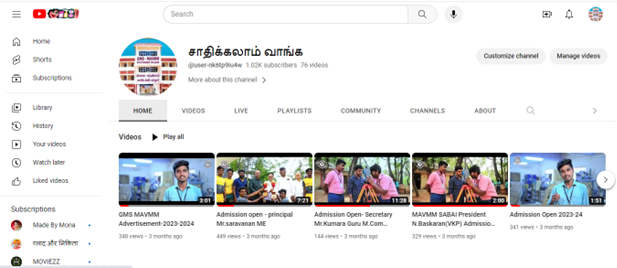 Search
சாதிக்கலாம் வாங்க
@user-nk6tp9iu4w 1.02K subscribers 76 videos
More about this channel
Customize channel
Manage videos
HOME VIDEOS LIVE PLAYLISTS COMMUNITY CHANNELS ABOUT
Home
Shorts
Subscriptions
Library
History
Your videos
Watch later
Liked videos
Subscriptions
Made By Mona
MOVIEZZ
Videos Play all
3:01
GMS MAVMM
Advertisement-2023-2024
348 views • 3 months ago
7:21
Admission open - principal
Mr.saravanan ME
449 views • 3 months ago
11:28
Admission Open- Secretary
Mr.Kumara Guru M.Com...
144 views • 3 months ago
2:00
MAVMM SABAI President
N.Baskaran(VKP) Admissio...
329 views • 3 months ago
1:51
Admission Open 2023-24
341 views • 3 months ago